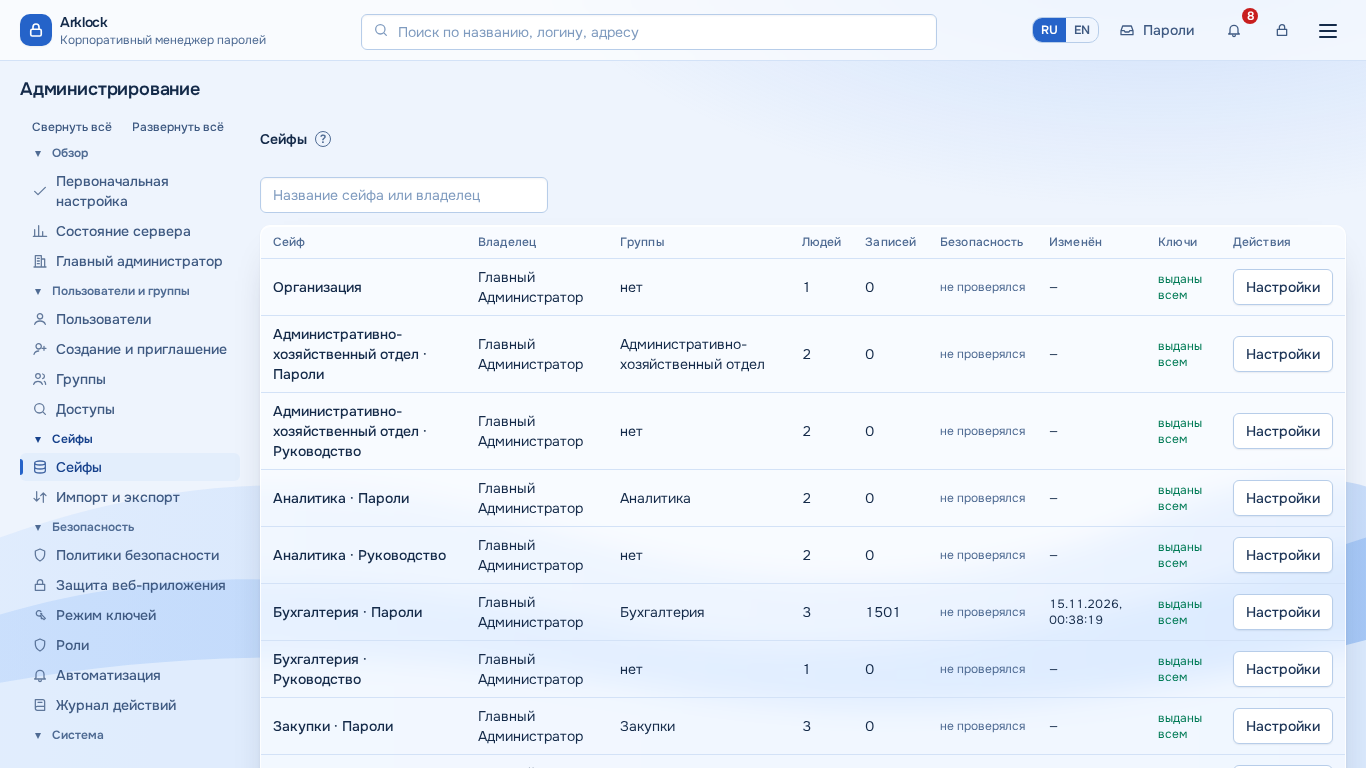 Arklock
Корпоративный менеджер паролей
Поиск по названию, логину, адресу
RU EN
Пароли
8
Администрирование
Свернуть всё Развернуть всё
▼ Обзор
Первоначальная
настройка
Состояние сервера
Главный администратор
▼ Пользователи и группы
Пользователи
Создание и приглашение
Группы
Доступы
▼ Сейфы
Сейфы
Импорт и экспорт
▼ Безопасность
Политики безопасности
Защита веб-приложения
Режим ключей
Роли
Автоматизация
Журнал действий
▼ Система
Сейфы ?
Название сейфа или владелец
Сейф Владелец Группы Людей Записей Безопасность Изменён Ключи Действия
Организация
Главный
Администратор
нет 1 0 не проверялся –
выданы
всем
Настройки
Административно-
хозяйственный отдел ·
Пароли
Главный
Администратор
Административно-
хозяйственный отдел
2 0 не проверялся –
выданы
всем
Настройки
Административно-
хозяйственный отдел ·
Руководство
Главный
Администратор
нет 2 0 не проверялся –
выданы
всем
Настройки
Аналитика · Пароли
Главный
Администратор
Аналитика 2 0 не проверялся –
выданы
всем
Настройки
Аналитика · Руководство
Главный
Администратор
нет 2 0 не проверялся –
выданы
всем
Настройки
Бухгалтерия · Пароли
Главный
Администратор
Бухгалтерия 3 1501 не проверялся
15.11.2026,
00:38:19
выданы
всем
Настройки
Бухгалтерия ·
Руководство
Главный
Администратор
нет 1 0 не проверялся –
выданы
всем
Настройки
Закупки · Пароли
Главный
Администратор
Закупки 3 0 не проверялся –
выданы
всем
Настройки